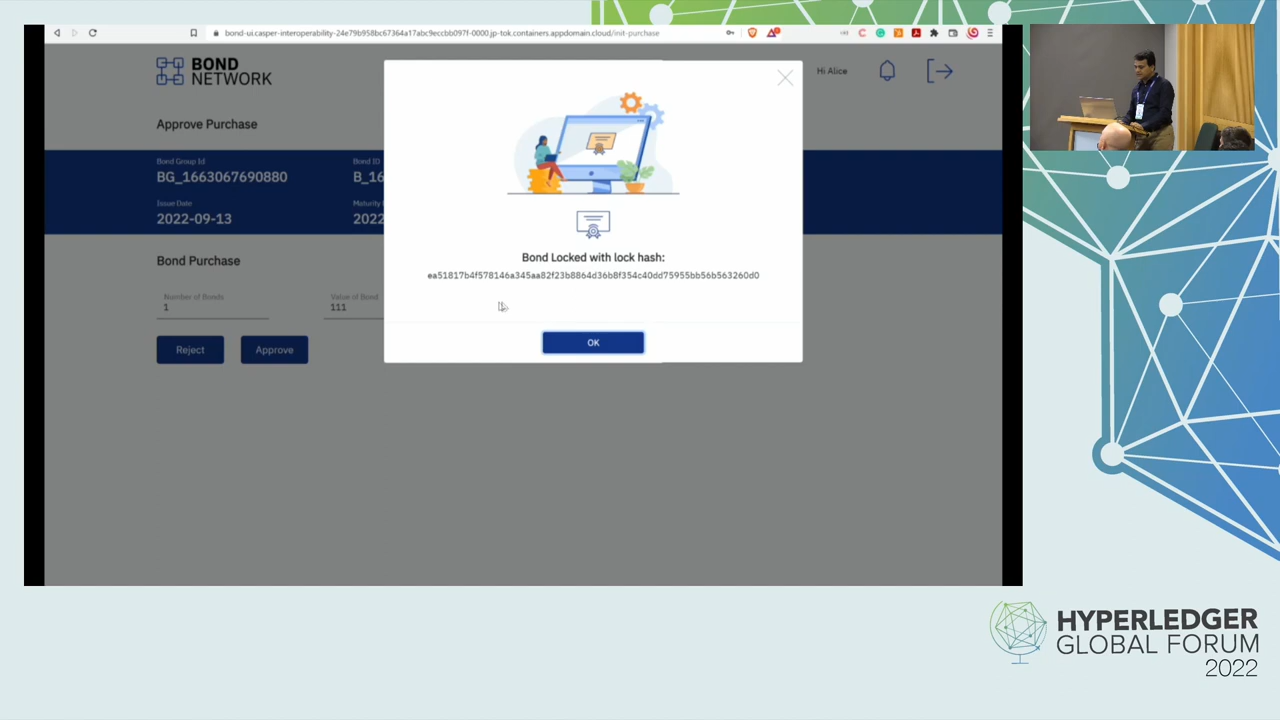 bond-ui.casper-interoperability-24e79b958bc67364a17abc9eccbb097f-0000.jp-tok.containers.appdomain.cloud/init-purchase
BOND
NETWORK
Hi Alice
Approve Purchase
Bond Group Id
BG_1663067690880
Bond ID
B_16
Issue Date
2022-09-13
Maturity
2022
Bond Purchase
Number of Bonds
1
Value of Bond
111
Reject
Approve
Bond Locked with lock hash:
ea51817b4f578146a345aa82f23b8864d36b8f354c40dd75955bb56b563260d0
OK
HYPERLEDGER
GLOBAL FORUM
2022